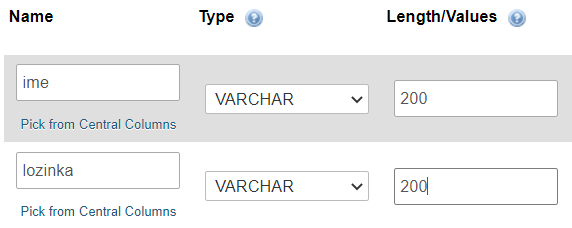 Name Type Length/Values
ime VARCHAR 200
Pick from Central Columns
lozinka VARCHAR 200
Pick from Central Columns